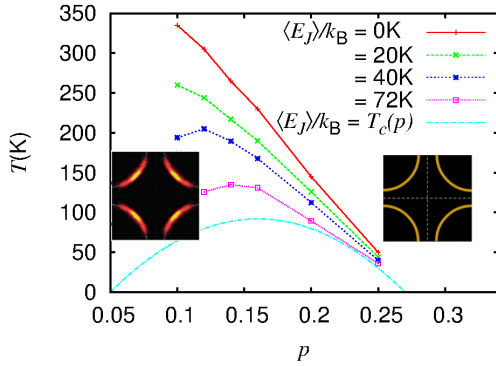 ⟨E_J⟩/k_B = 0K
= 20K
= 40K
= 72K
⟨E_J⟩/k_B = T_c(p)
T(K)
350
300
250
200
150
100
50
0
0.05 0.1 0.15 0.2 0.25 0.3
p